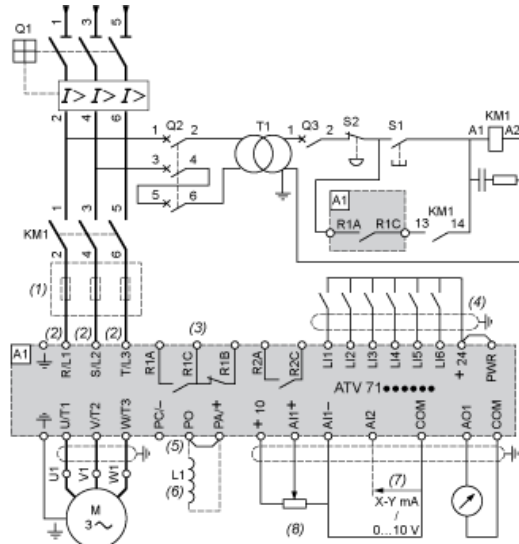 1 3 5
Q1
I> I> I>
2 4 6
1 Q2 2
T1
1 Q3 2
S2
S1
KM1
A1 A2
3 4
5 6
A1
R1A R1C
13 KM1 14
1 3 5
KM1
2 4 6
(1)
(2) (2) (2)
(3)
(4)
A1
R/L1 S/L2 T/L3 R1A R1C R1B R2A R2C LI1 LI2 LI3 LI4 LI5 LI6 + 24 PWR
ATV 71••••••
U/T1 V/T2 W/T3 PC/- PO PA/+ + 10 AI1+ AI1– AI2 COM AO1 COM
(5)
U1 V1 W1
L1
(6)
(7)
X-Y mA
/
0...10 V
M
3 ~
(8)